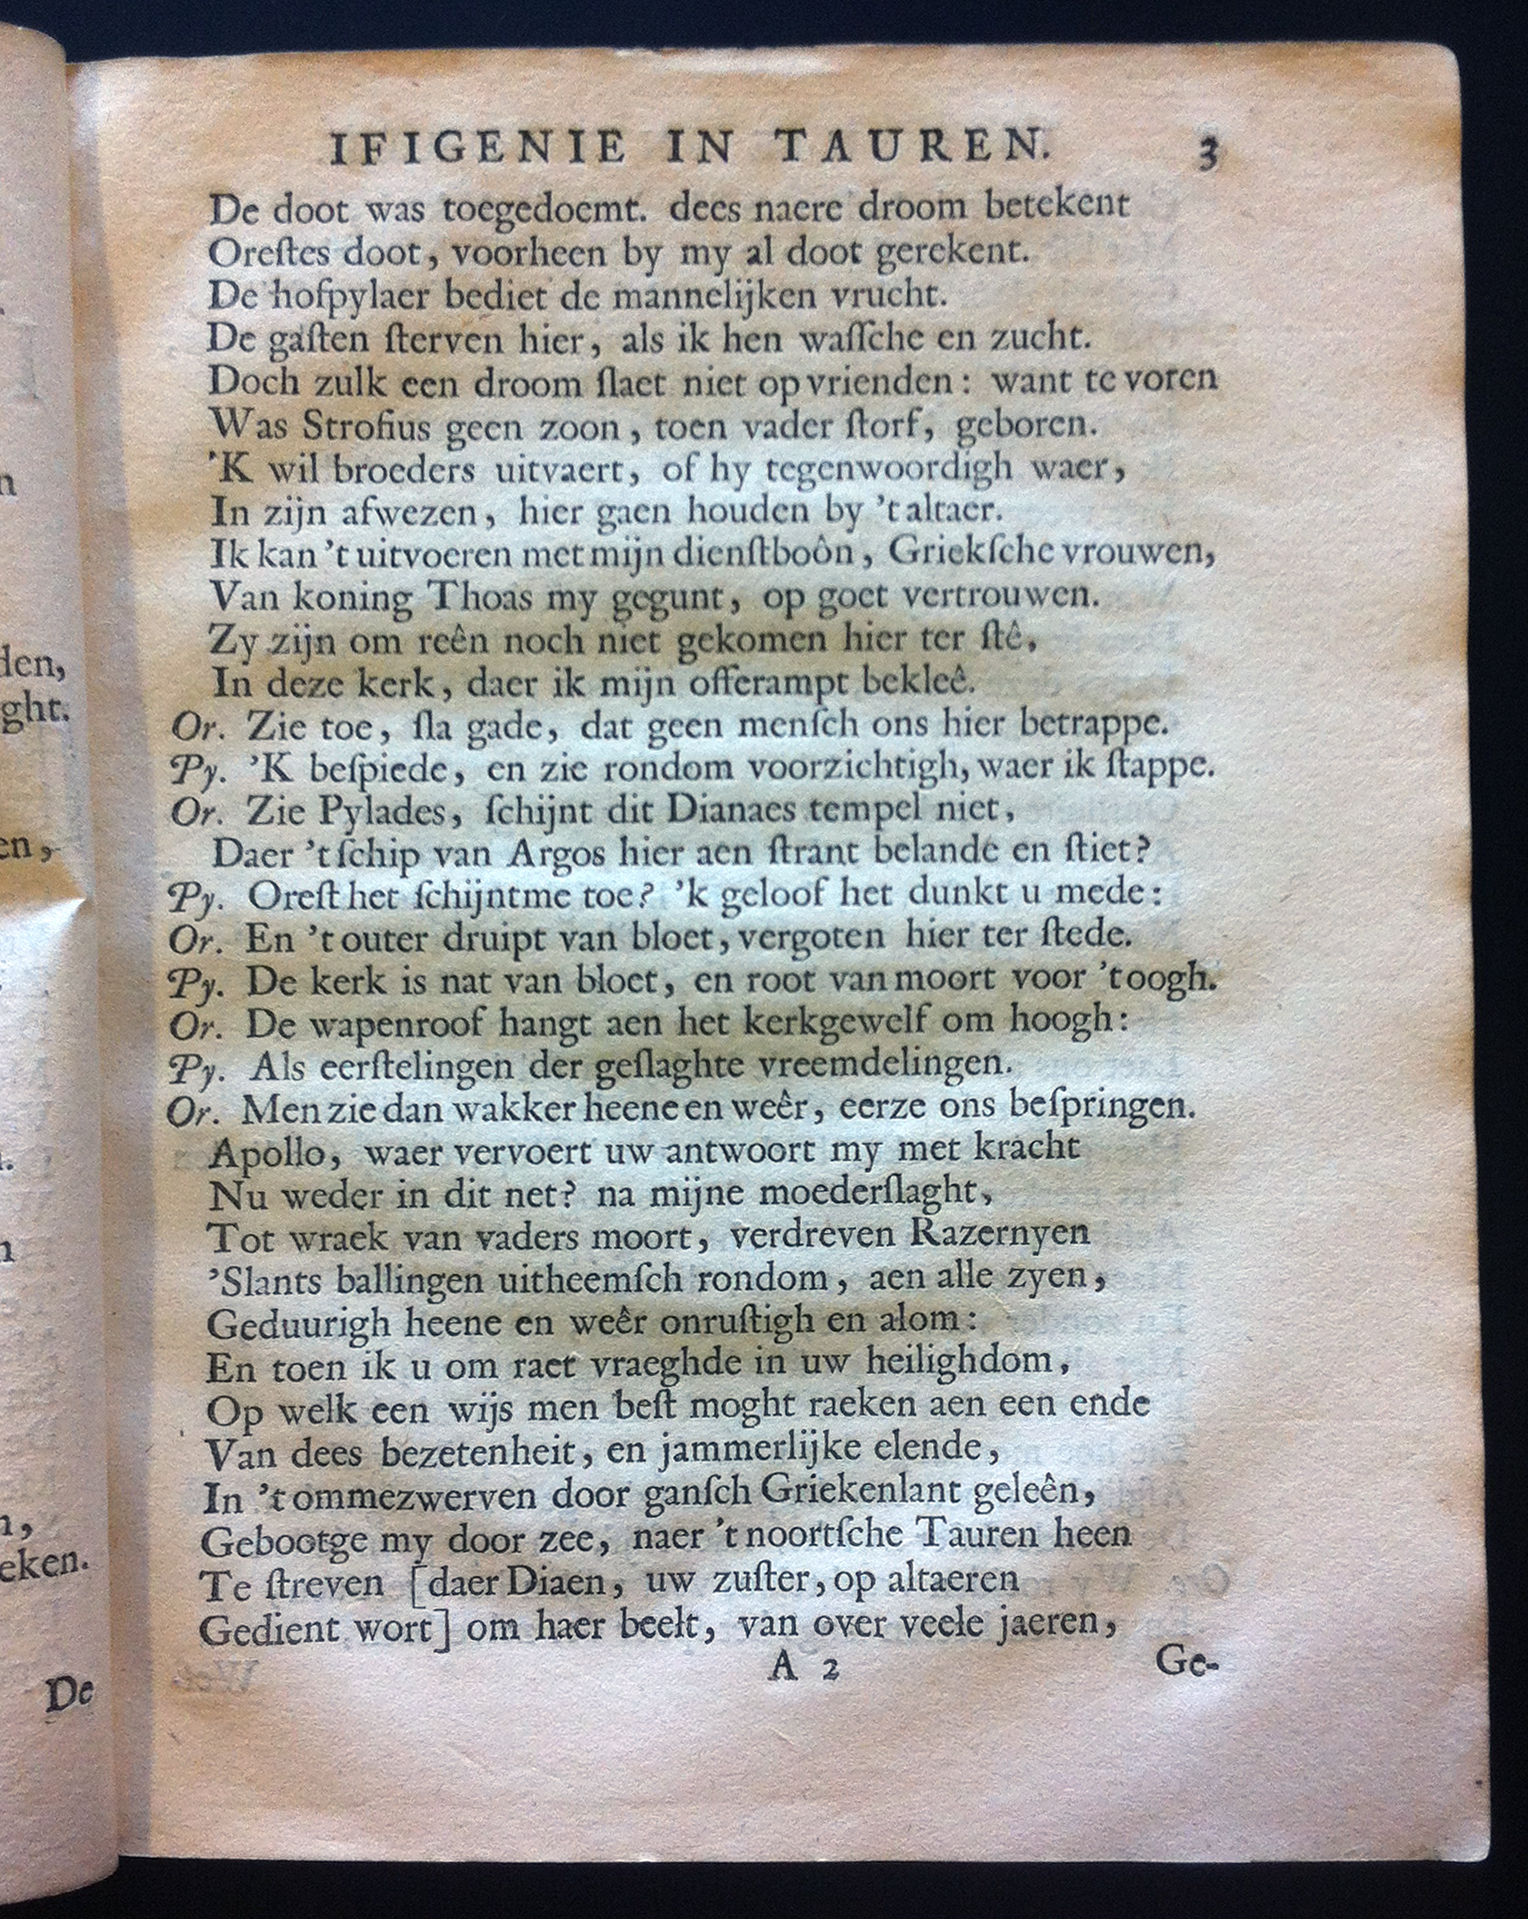 IFIGENIE IN TAUREN. 3
De doot was toegedoemt. dees naere droom betekent
Oreſtes doot, voorheen by my al doot gerekent.
De hofpylaer bediet de mannelijken vrucht.
De gaſten ſterven hier, als ik hen waſſche en zucht.
Doch zulk een droom ſlaet niet op vrienden: want te voren
Was Strofius geen zoon, toen vader ſtorf, geboren.
'K wil broeders uitvaert, of hy tegenwoordigh waer,
In zijn afwezen, hier gaen houden by 't altaer.
Ik kan 't uitvoeren met mijn dienſtboôn, Griekſche vrouwen,
Van koning Thoas my gegunt, op goet vertrouwen.
Zy zijn om reên noch niet gekomen hier ter ſtê,
In deze kerk, daer ik mijn offerampt bekleê.
Or. Zie toe, ſla gade, dat geen menſch ons hier betrappe.
Py. 'K beſpiede, en zie rondom voorzichtigh, waer ik ſtappe.
Or. Zie Pylades, ſchijnt dit Dianaes tempel niet,
Daer 't ſchip van Argos hier aen ſtrant belande en ſtiet?
Py. Oreſt het ſchijntme toe? 'k geloof het dunkt u mede:
Or. En 't outer druipt van bloet, vergoten hier ter ſtede.
Py. De kerk is nat van bloet, en root van moort voor 't oogh.
Or. De wapenroof hangt aen het kerkgewelf om hoogh:
Py. Als eerſtelingen der geſlaghte vreemdelingen.
Or. Men zie dan wakker heene en weêr, eerze ons beſpringen.
Apollo, waer vervoert uw antwoort my met kracht
Nu weder in dit net? na mijne moederſlaght,
Tot wraek van vaders moort, verdreven Razernyen
'Slants ballingen uitheemſch rondom, aen alle zyen,
Geduurigh heene en weêr onruſtigh en alom:
En toen ik u om raet vraeghde in uw heilighdom,
Op welk een wijs men beſt moght raeken aen een ende
Van dees bezetenheit, en jammerlijke elende,
In 't ommezwerven door ganſch Griekenlant geleên,
Gebootge my door zee, naer 't noortſche Tauren heen
Te ſtreven [daer Diaen, uw zuſter, op altaeren
Gedient wort] om haer beelt, van over veele jaeren,
A 2 Ge-
den,
ght.
en,
eken.
De